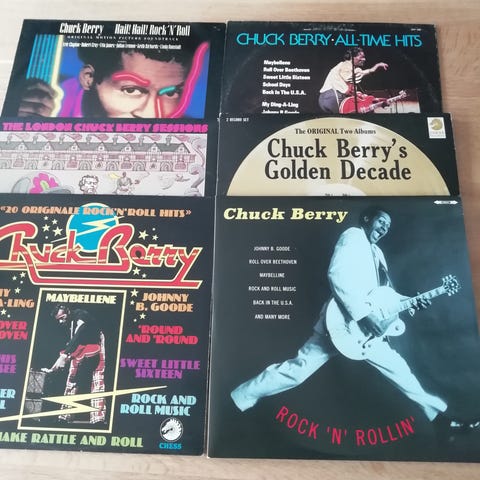 Chuck Berry Hail! Hail! Rock 'N' Roll
ORIGINAL MOTION PICTURE SOUNDTRACK
CHUCK BERRY·ALL-TIME HITS
Maybellene
Roll Over Beethoven
Sweet Little Sixteen
School Days
Back In The U.S.A.
My Ding-A-Ling
Johnny B. Goode
THE LONDON CHUCK BERRY SESSIONS
2 RECORD SET
The ORIGINAL Two Albums
Chuck Berry's
Golden Decade
«20 ORIGINALE ROCK'N'ROLL HITS»
Chuck Berry
A-LING
MAYBELLENE
JOHNNY
B. GOODE
OVER
'ROUND
AND 'ROUND
SWEET LITTLE
SIXTEEN
ROCK AND
ROLL MUSIC
RATTLE AND ROLL
CHESS
Chuck Berry
JOHNNY B. GOODE
ROLL OVER BEETHOVEN
MAYBELLINE
ROCK AND ROLL MUSIC
BACK IN THE U.S.A.
AND MANY MORE
ROCK 'N' ROLLIN'